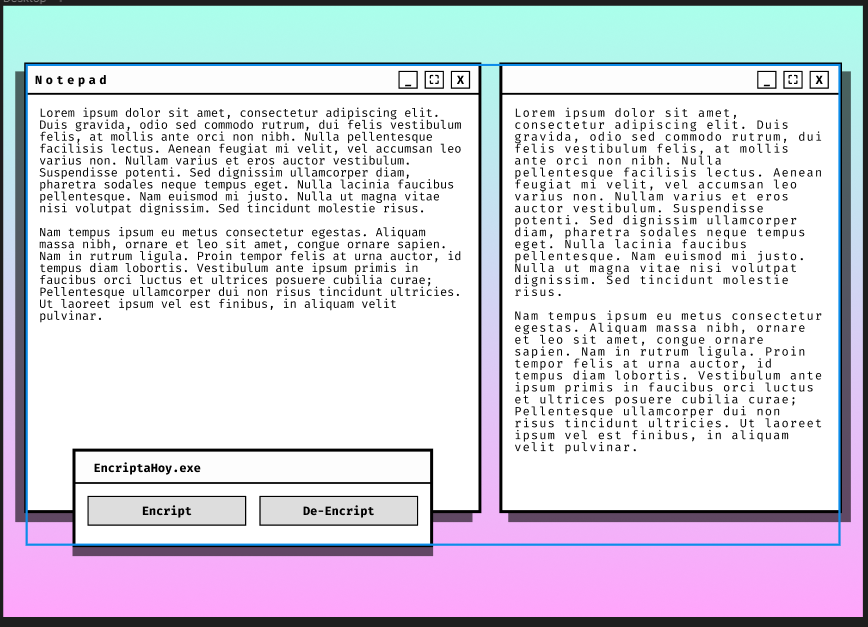 Notepad
_ X
Lorem ipsum dolor sit amet, consectetur adipiscing elit.
Duis gravida, odio sed commodo rutrum, dui felis vestibulum
felis, at mollis ante orci non nibh. Nulla pellentesque
facilisis lectus. Aenean feugiat mi velit, vel accumsan leo
varius non. Nullam varius et eros auctor vestibulum.
Suspendisse potenti. Sed dignissim ullamcorper diam,
pharetra sodales neque tempus eget. Nulla lacinia faucibus
pellentesque. Nam euismod mi justo. Nulla ut magna vitae
nisi volutpat dignissim. Sed tincidunt molestie risus.
Nam tempus ipsum eu metus consectetur egestas. Aliquam
massa nibh, ornare et leo sit amet, congue ornare sapien.
Nam in rutrum ligula. Proin tempor felis at urna auctor, id
tempus diam lobortis. Vestibulum ante ipsum primis in
faucibus orci luctus et ultrices posuere cubilia curae;
Pellentesque ullamcorper dui non risus tincidunt ultricies.
Ut laoreet ipsum vel est finibus, in aliquam velit
pulvinar.
EncriptaHoy.exe
Encript
De-Encript
_ X
Lorem ipsum dolor sit amet,
consectetur adipiscing elit. Duis
gravida, odio sed commodo rutrum, dui
felis vestibulum felis, at mollis
ante orci non nibh. Nulla
pellentesque facilisis lectus. Aenean
feugiat mi velit, vel accumsan leo
varius non. Nullam varius et eros
auctor vestibulum. Suspendisse
potenti. Sed dignissim ullamcorper
diam, pharetra sodales neque tempus
eget. Nulla lacinia faucibus
pellentesque. Nam euismod mi justo.
Nulla ut magna vitae nisi volutpat
dignissim. Sed tincidunt molestie
risus.
Nam tempus ipsum eu metus consectetur
egestas. Aliquam massa nibh, ornare
et leo sit amet, congue ornare
sapien. Nam in rutrum ligula. Proin
tempor felis at urna auctor, id
tempus diam lobortis. Vestibulum ante
ipsum primis in faucibus orci luctus
et ultrices posuere cubilia curae;
Pellentesque ullamcorper dui non
risus tincidunt ultricies. Ut laoreet
ipsum vel est finibus, in aliquam
velit pulvinar.